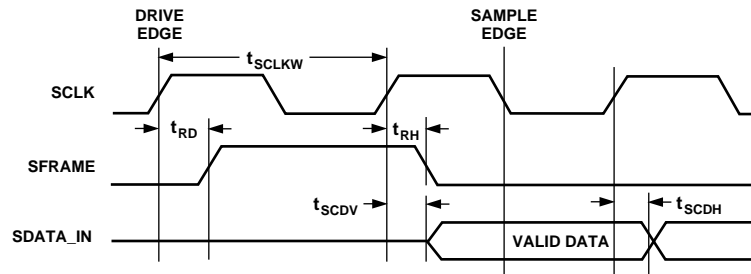 DRIVE
EDGE
SAMPLE
EDGE
tSCLKW
SCLK
tRD
tRH
SFRAME
tSCDV
tSCDH
SDATA_IN
VALID DATA